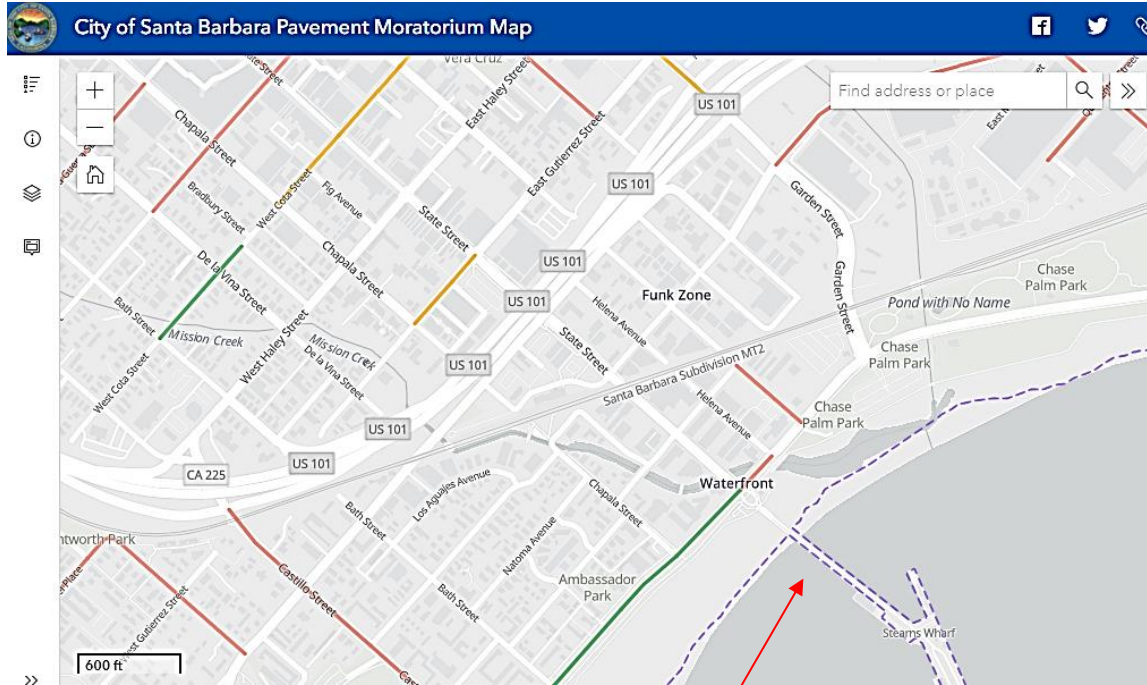 City of Santa Barbara Pavement Moratorium Map
Find address or place
Vera Cruz
State Street
East Haley Street
US 101
Chapala Street
East Gutierrez Street
US 101
Bradbury Street
West Cota Street
Fig Avenue
State Street
Garden Street
De la Vina Street
Chapala Street
US 101
Garden Street
Chase
Palm Park
Bath Street
US 101
Helena Avenue
Funk Zone
Pond with No Name
Mission Creek
West Haley Street
Mission Creek
De la Vina Street
State Street
Chase
Palm Park
US 101
Santa Barbara Subdivision MT2
West Cota Street
Helena Avenue
Chase
Palm Park
US 101
US 101
CA 225
Los Aguajes Avenue
Waterfront
Bath Street
Chapala Street
Natoma Avenue
Castillo Street
Ambassador
Park
Bath Street
West Gutierrez Street
Stearns Wharf
600 ft